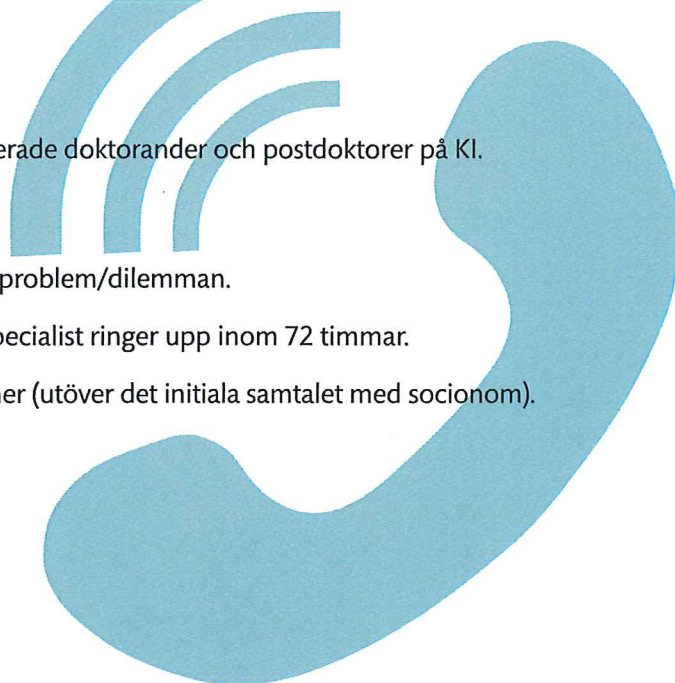 erade doktorander och postdoktorer på KI.
problem/dilemman.
pecialist ringer upp inom 72 timmar.
ner (utöver det initiala samtalet med socionom).